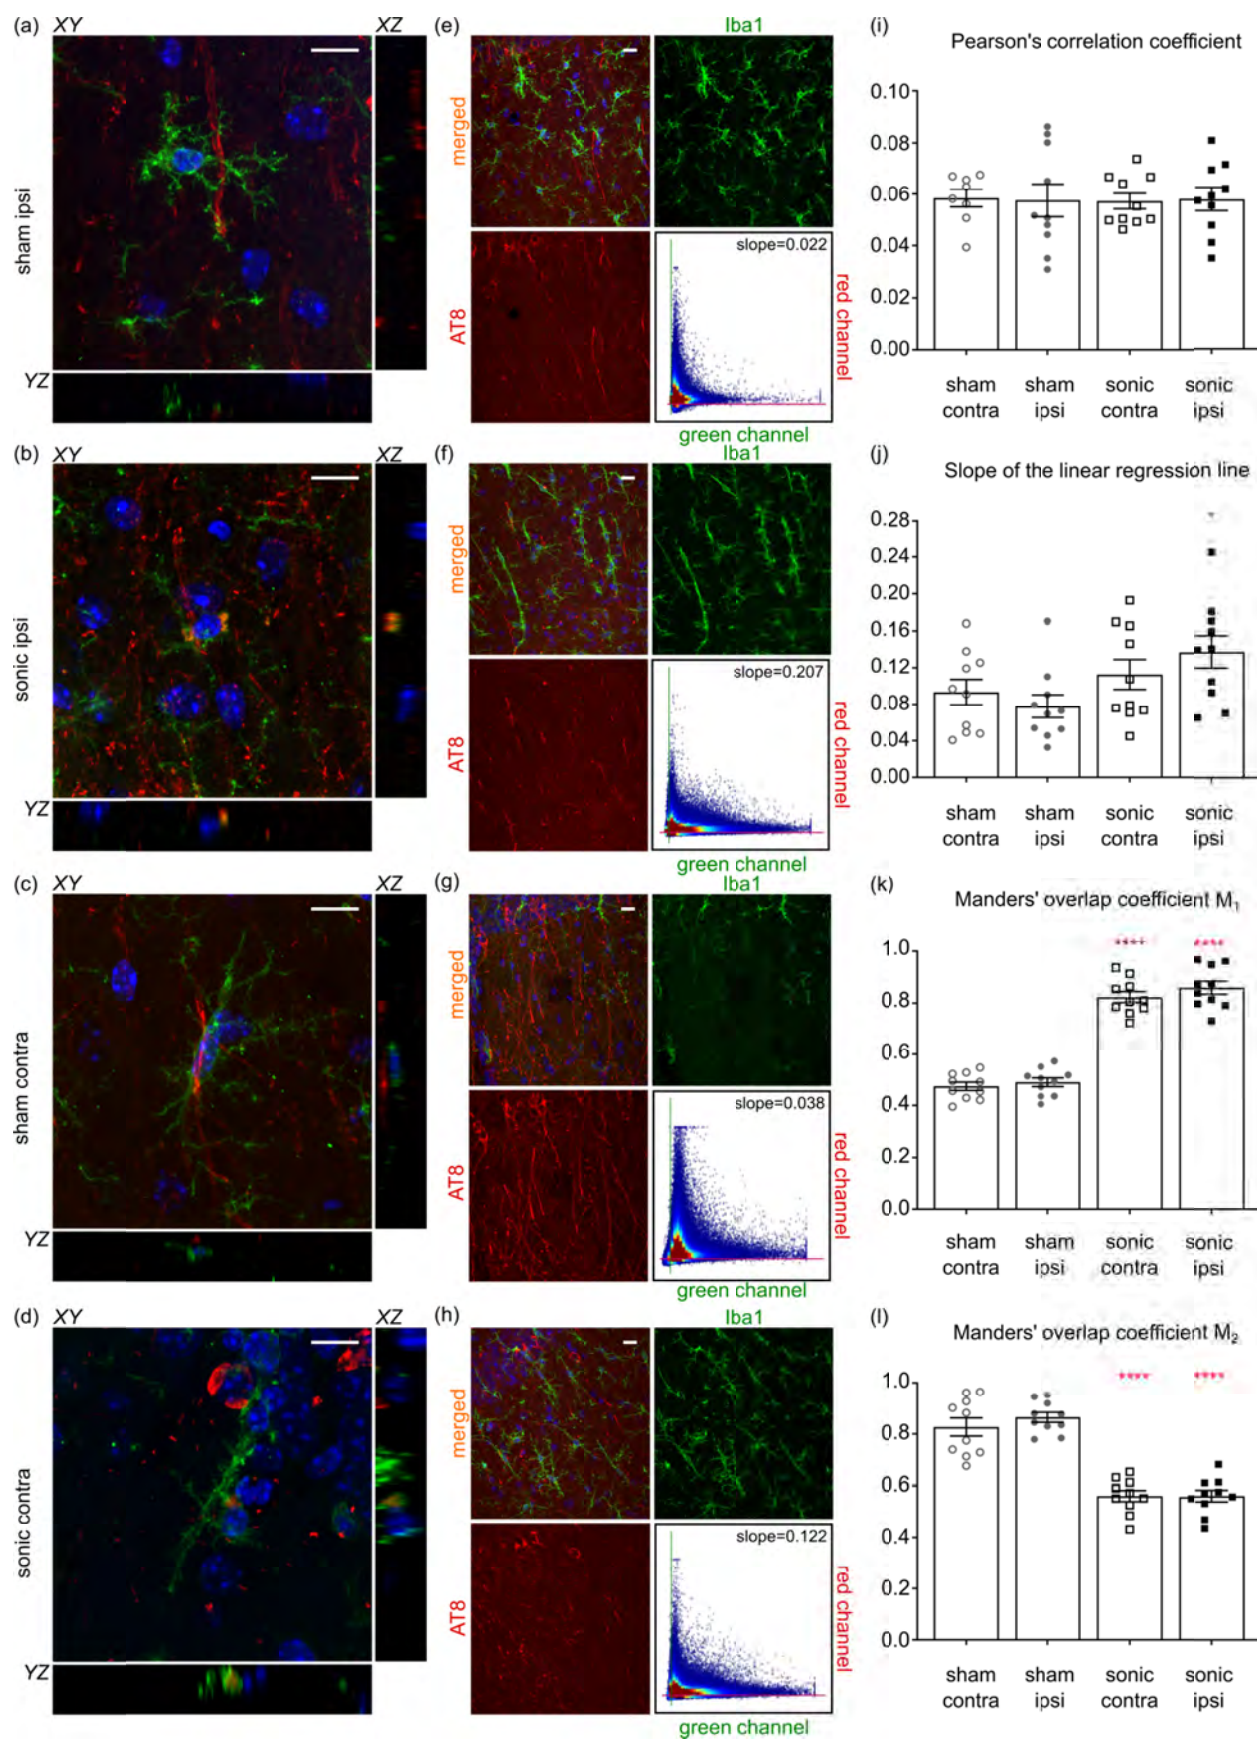 (a) XY XZ
sham ipsi
YZ
(b) XY XZ
sonic ipsi
YZ
(c) XY XZ
sham contra
YZ
(d) XY XZ
sonic contra
YZ
(e) Iba1
merged
AT8
slope=0.022
red channel
green channel
(f) Iba1
merged
AT8
slope=0.207
red channel
green channel
(g) Iba1
merged
AT8
slope=0.038
red channel
green channel
(h) Iba1
merged
AT8
slope=0.122
red channel
green channel
(i) Pearson's correlation coefficient
0.10
0.08
0.06
0.04
0.02
0.00
sham sham sonic sonic
contra ipsi contra ipsi
(j) Slope of the linear regression line
0.28
0.24
0.20
0.16
0.12
0.08
0.04
0.00
sham sham sonic sonic
contra ipsi contra ipsi
(k) Manders' overlap coefficient M1
**** ****
1.0
0.8
0.6
0.4
0.2
0.0
sham sham sonic sonic
contra ipsi contra ipsi
(l) Manders' overlap coefficient M2
**** ****
1.0
0.8
0.6
0.4
0.2
0.0
sham sham sonic sonic
contra ipsi contra ipsi